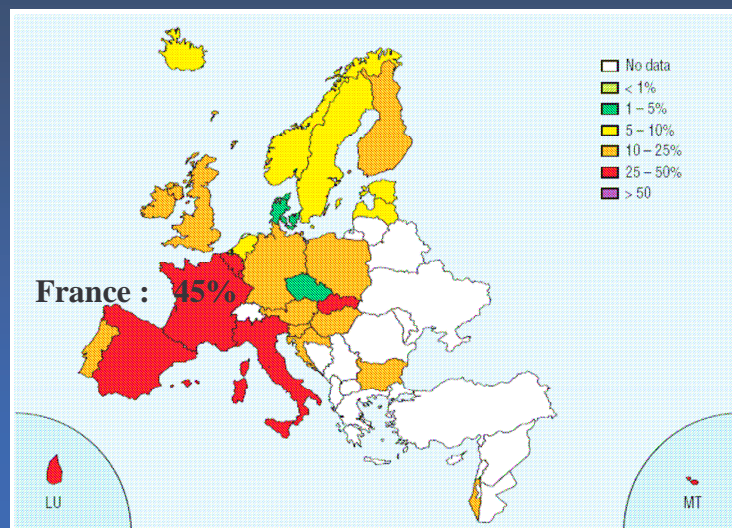 No data
< 1%
1 – 5%
5 – 10%
10 – 25%
25 – 50%
> 50
France : 45%
LU
MT